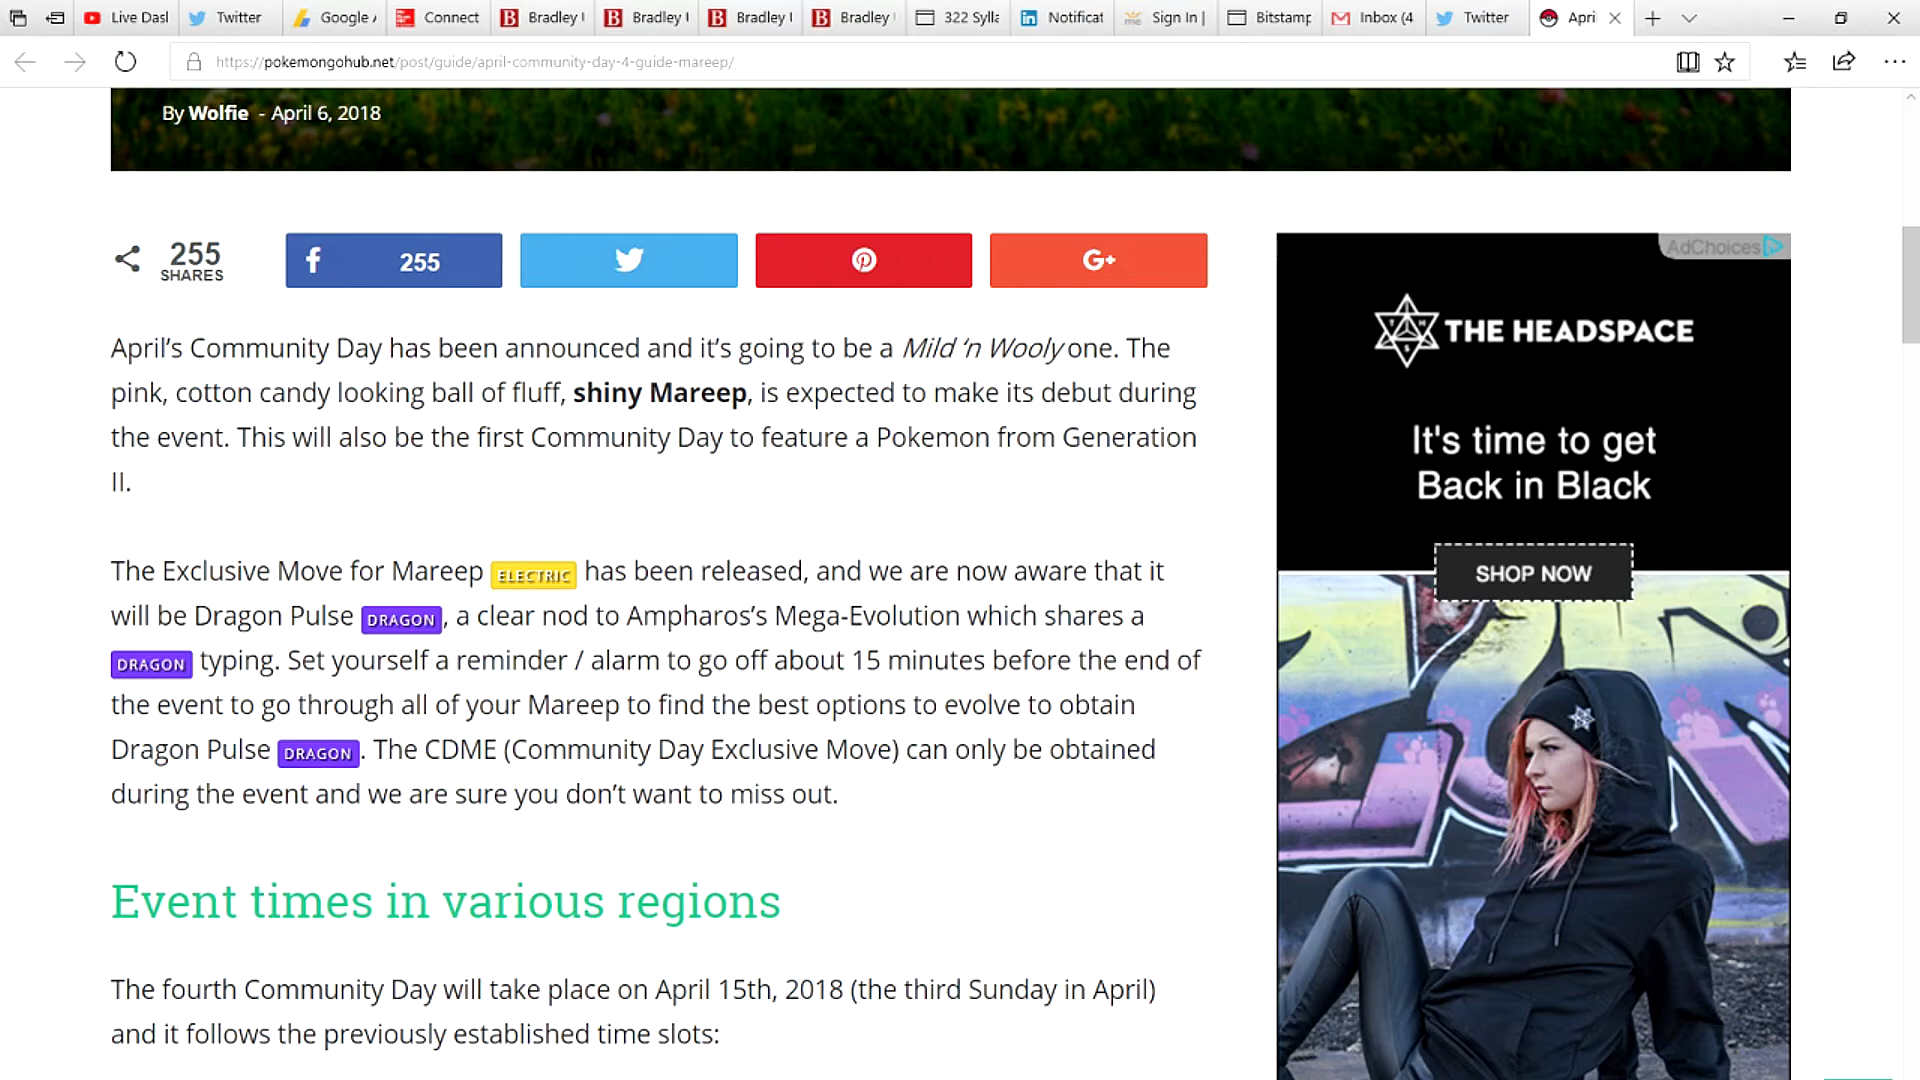 Live Dasl
Twitter
Google A
Connect
Bradley U
Bradley U
Bradley U
Bradley
322 Sylla
Notificat
Sign In |
Bitstamp
Inbox (4
Twitter
Apri
https://pokemongohub.net/post/guide/april-community-day-4-guide-mareep/
By Wolfie - April 6, 2018
255
SHARES
255
G+
April’s Community Day has been announced and it’s going to be a Mild ’n Wooly one. The
pink, cotton candy looking ball of fluff, shiny Mareep, is expected to make its debut during
the event. This will also be the first Community Day to feature a Pokemon from Generation
II.
The Exclusive Move for Mareep ELECTRIC has been released, and we are now aware that it
will be Dragon Pulse DRAGON, a clear nod to Ampharos’s Mega-Evolution which shares a
DRAGON typing. Set yourself a reminder / alarm to go off about 15 minutes before the end of
the event to go through all of your Mareep to find the best options to evolve to obtain
Dragon Pulse DRAGON. The CDME (Community Day Exclusive Move) can only be obtained
during the event and we are sure you don’t want to miss out.
Event times in various regions
The fourth Community Day will take place on April 15th, 2018 (the third Sunday in April)
and it follows the previously established time slots:
AdChoices
THE HEADSPACE
It's time to get
Back in Black
SHOP NOW